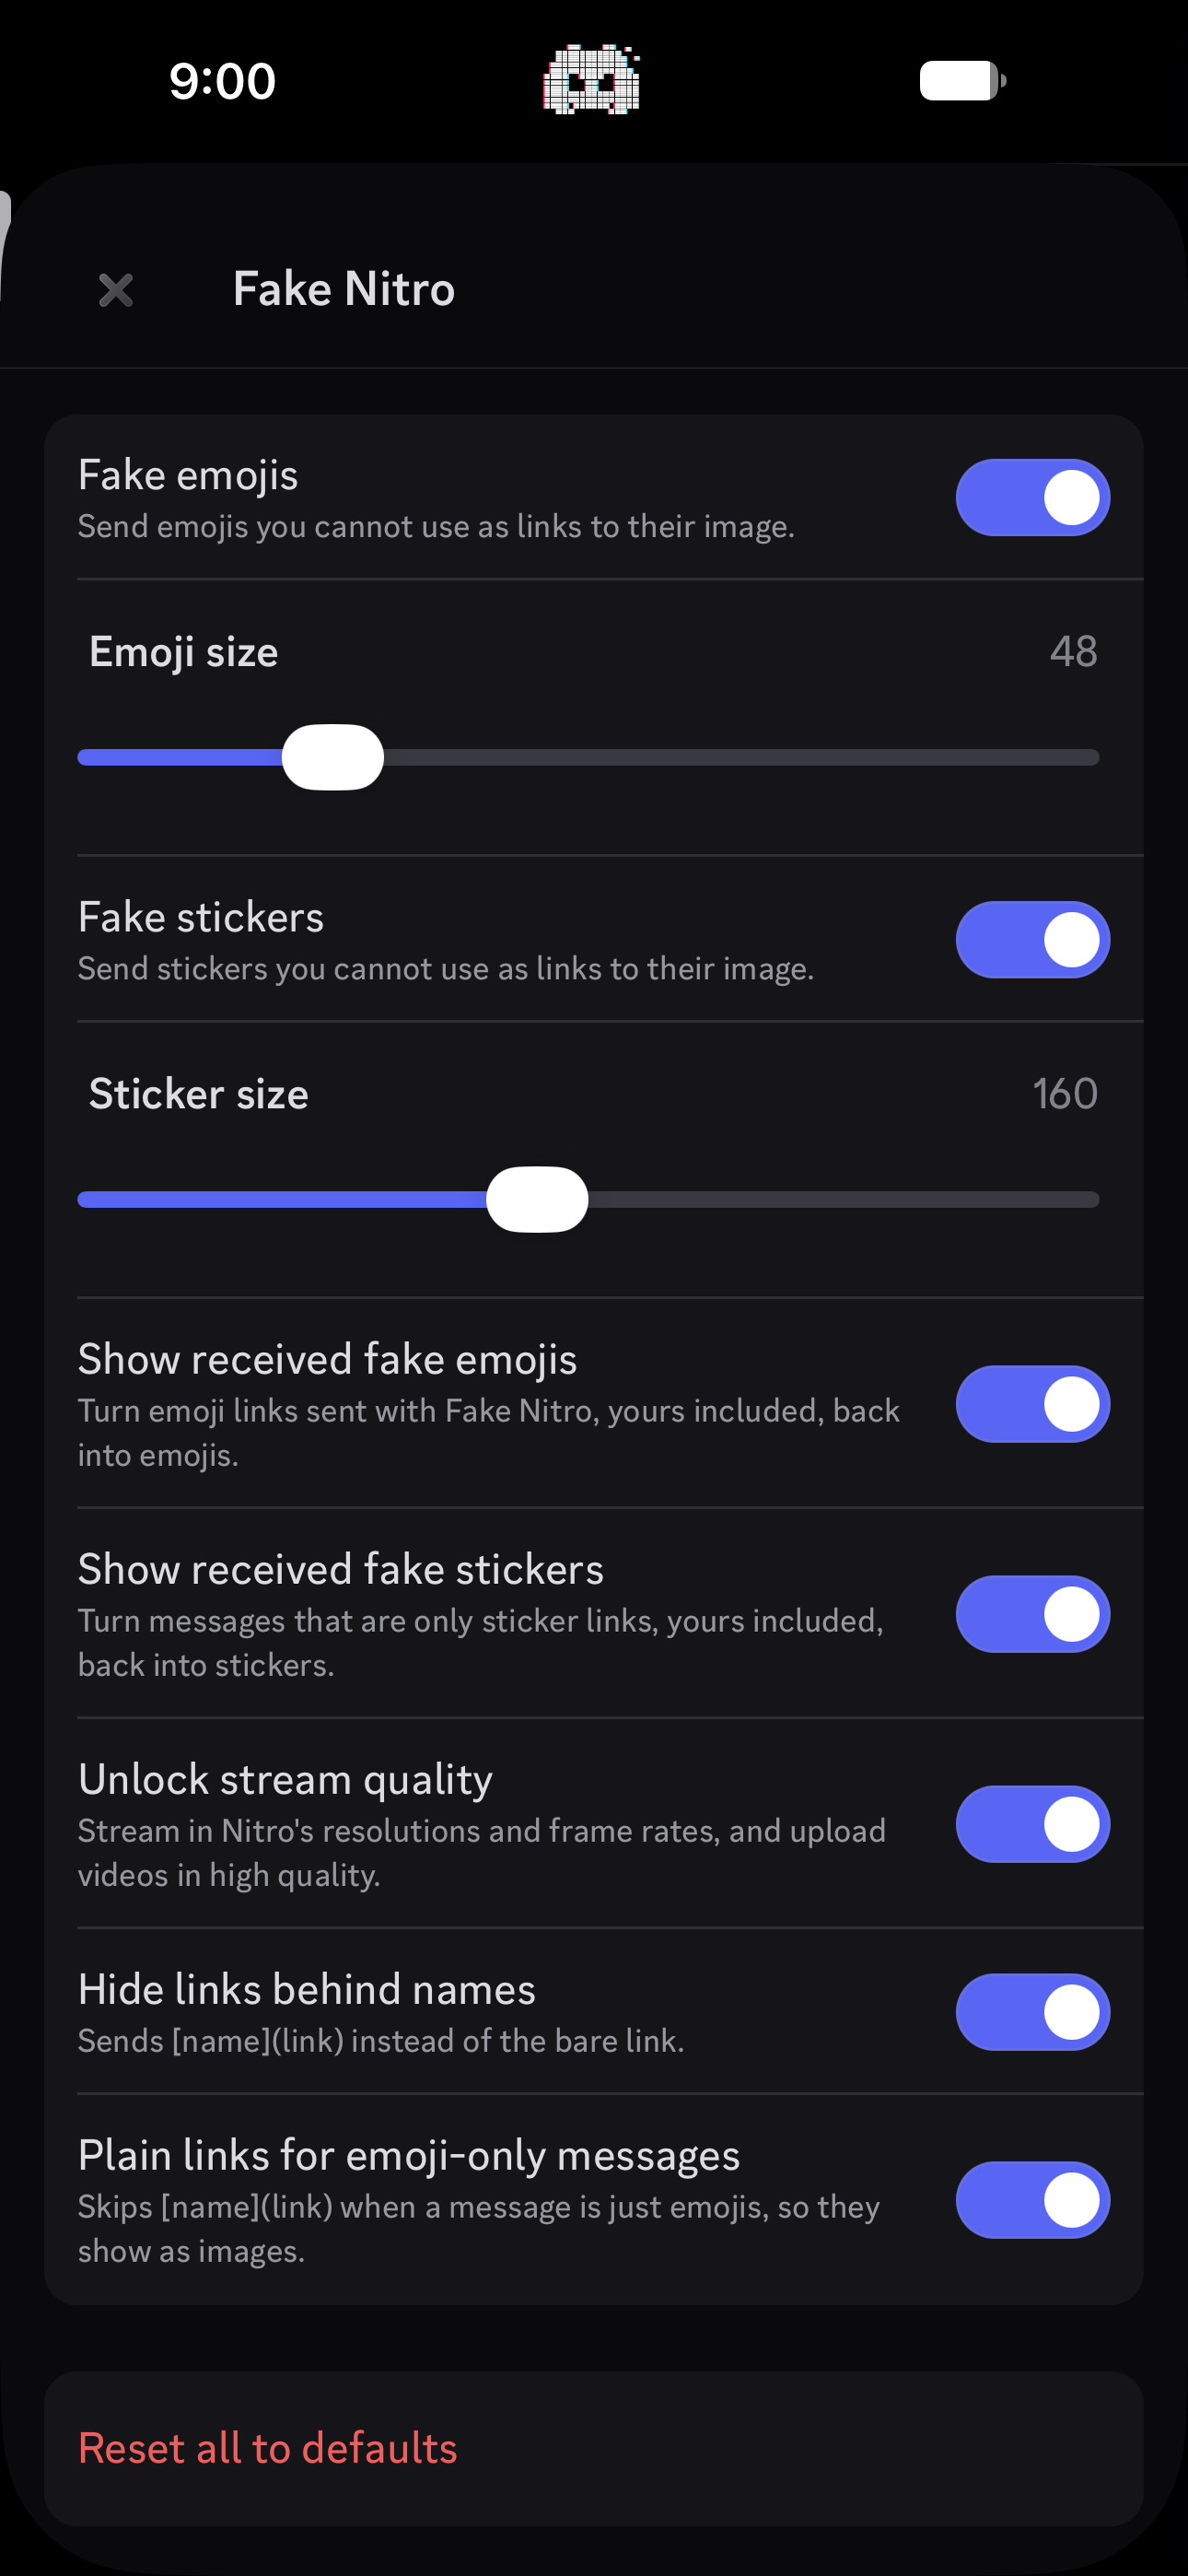 9:00
Fake Nitro
Fake emojis
Send emojis you cannot use as links to their image.
Emoji size
48
Fake stickers
Send stickers you cannot use as links to their image.
Sticker size
160
Show received fake emojis
Turn emoji links sent with Fake Nitro, yours included, back
into emojis.
Show received fake stickers
Turn messages that are only sticker links, yours included,
back into stickers.
Unlock stream quality
Stream in Nitro's resolutions and frame rates, and upload
videos in high quality.
Hide links behind names
Sends [name](link) instead of the bare link.
Plain links for emoji-only messages
Skips [name](link) when a message is just emojis, so they
show as images.
Reset all to defaults